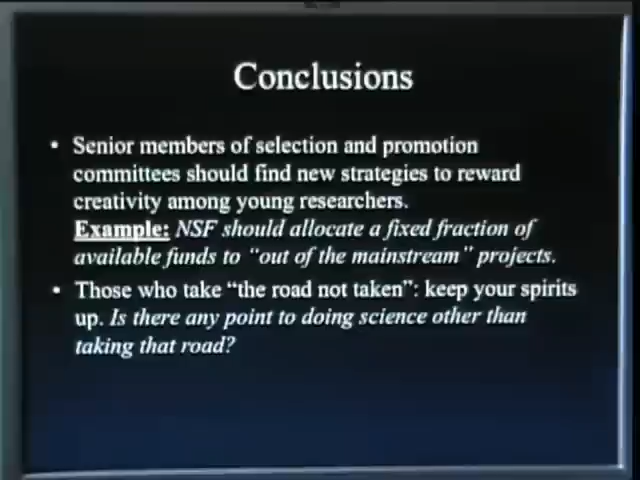 Conclusions
• Senior members of selection and promotion
committees should find new strategies to reward
creativity among young researchers.
Example: NSF should allocate a fixed fraction of
available funds to “out of the mainstream” projects.
• Those who take “the road not taken”: keep your spirits
up. Is there any point to doing science other than
taking that road?